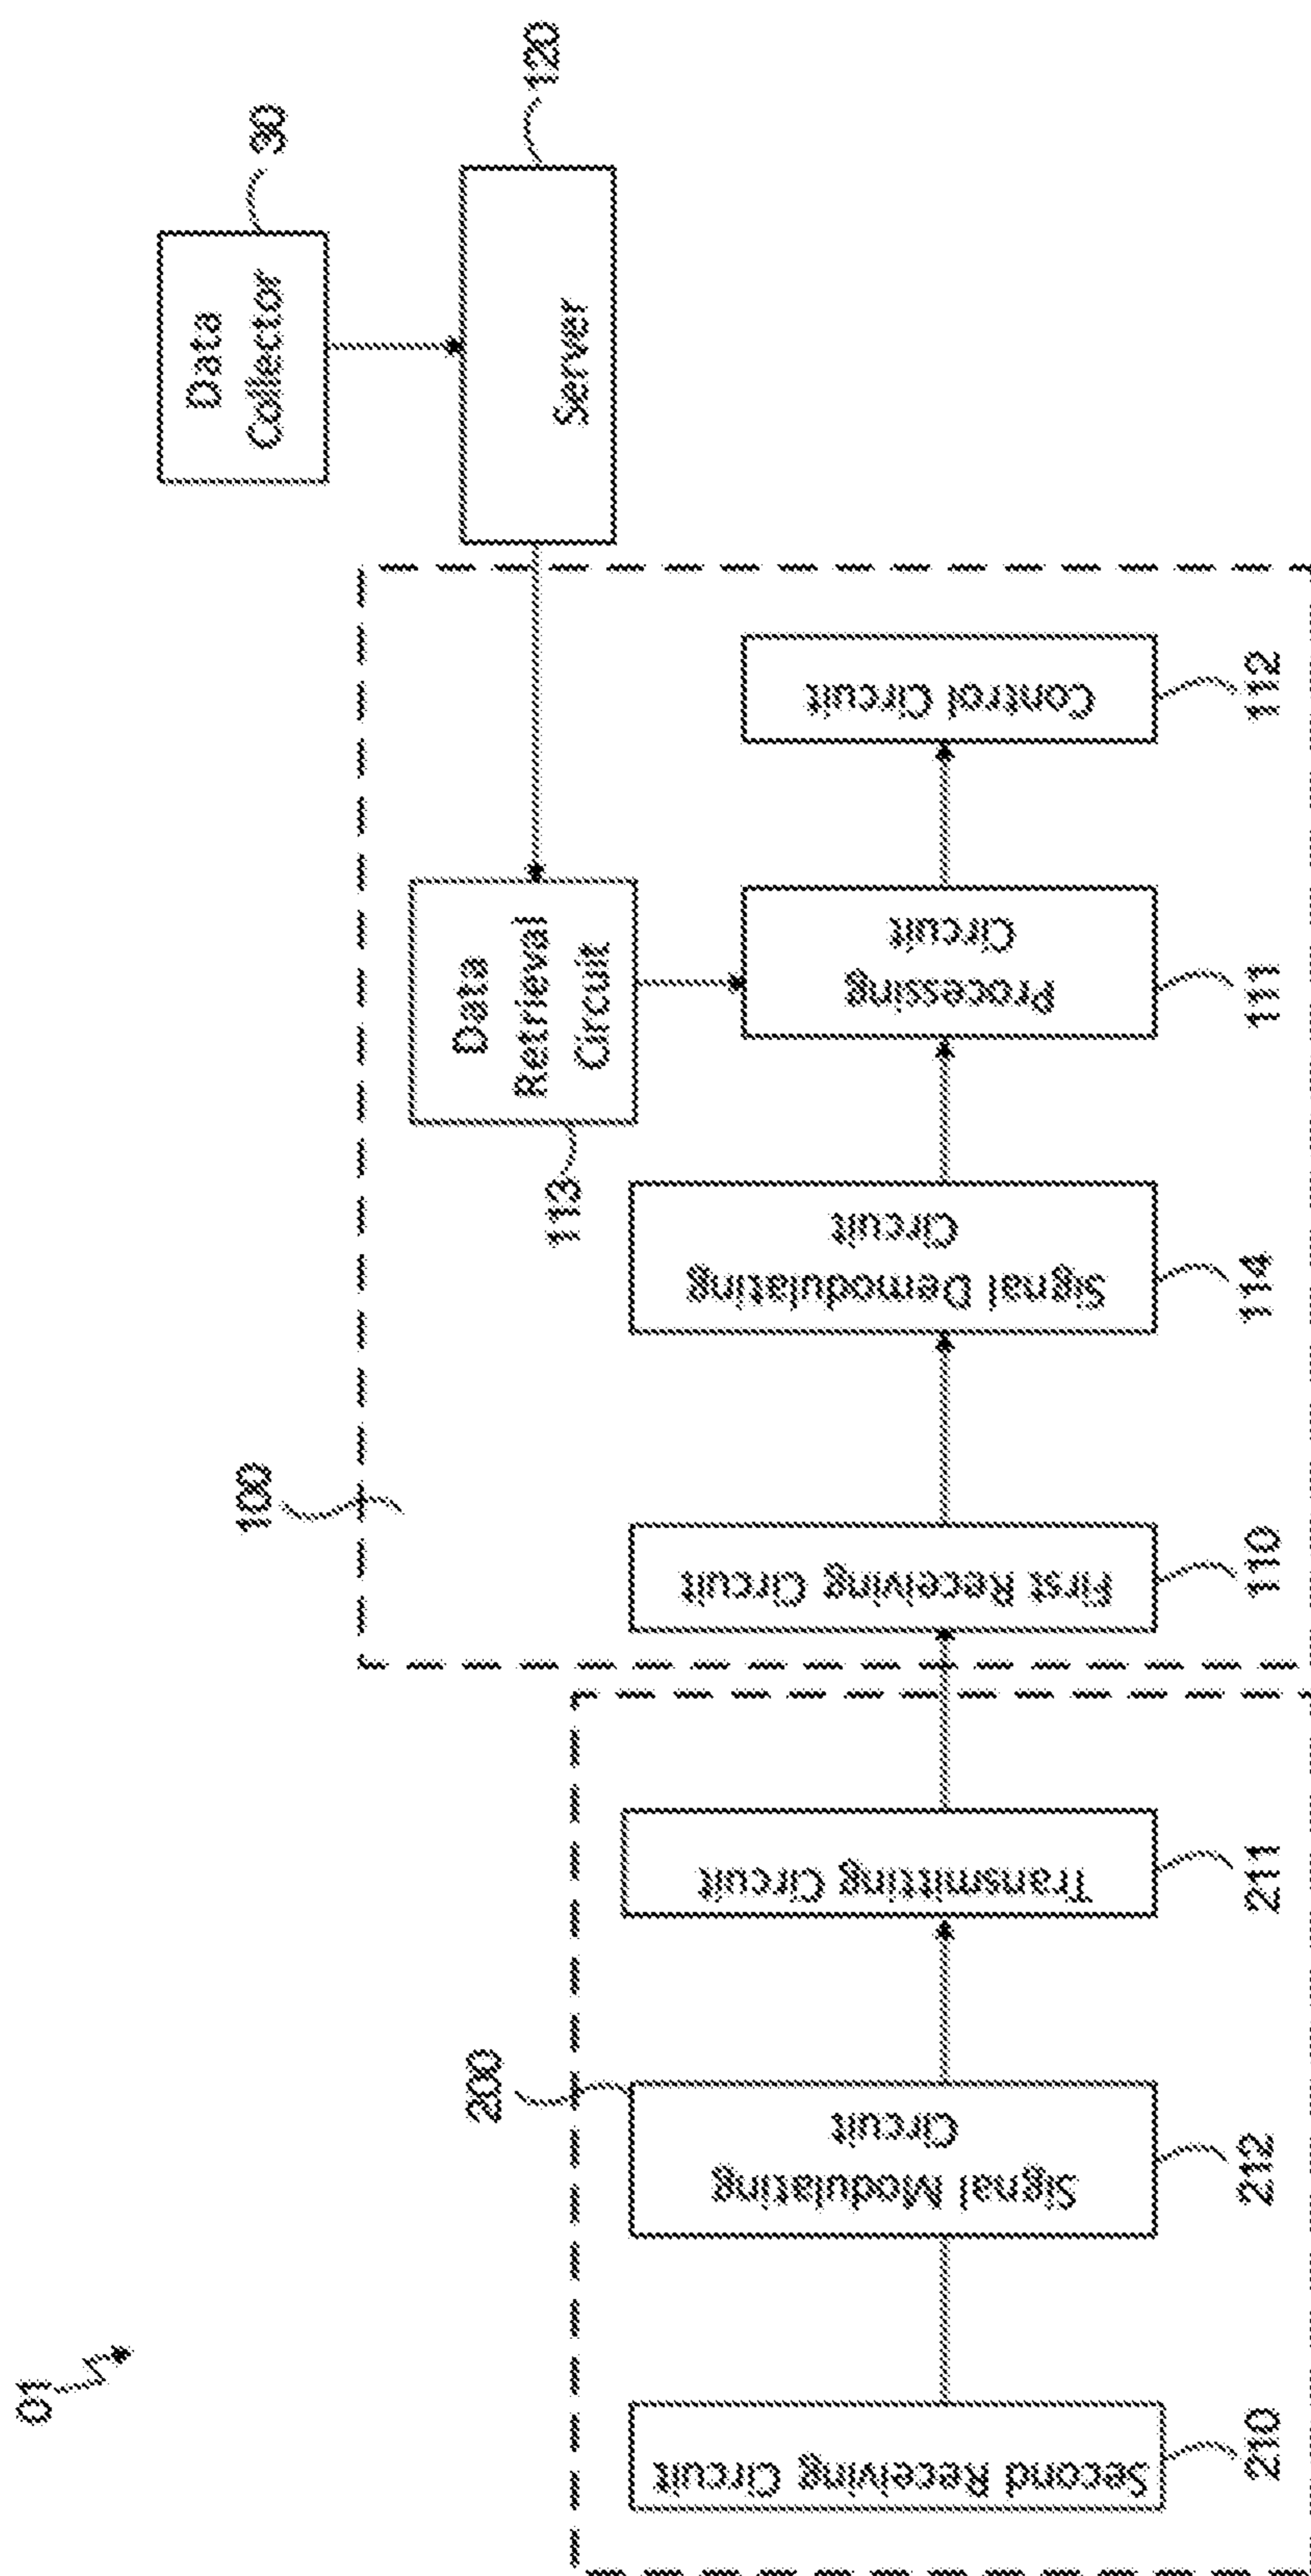 01
Data
Collector
30
Server
120
100
Data
Retrieval
Circuit
113
200
Second Receiving Circuit
210
Signal Modulating
Circuit
212
Transmitting Circuit
211
First Receiving Circuit
110
Signal Demodulating
Circuit
114
Processing
Circuit
111
Control Circuit
112